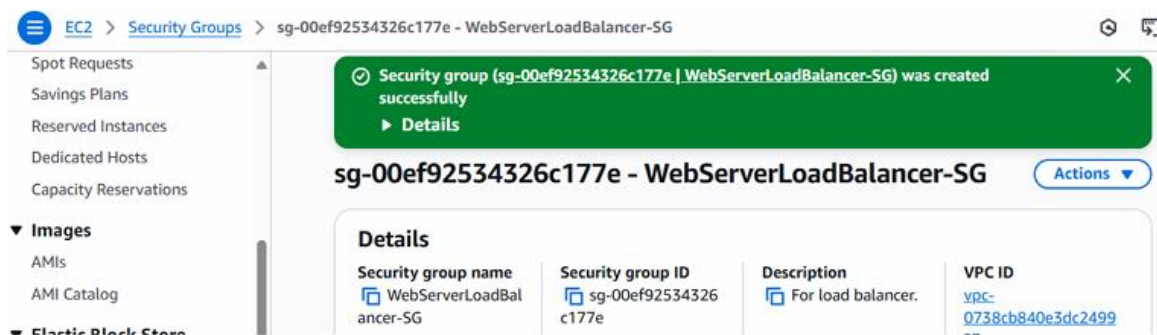 EC2 > Security Groups > sg-00ef92534326c177e - WebServerLoadBalancer-SG
Spot Requests
Savings Plans
Reserved Instances
Dedicated Hosts
Capacity Reservations
▼ Images
AMIs
AMI Catalog
▼ Elastic Block Store
Security group (sg-00ef92534326c177e | WebServerLoadBalancer-SG) was created
successfully
▶ Details
sg-00ef92534326c177e - WebServerLoadBalancer-SG
Actions ▼
Details
Security group name
WebServerLoadBal
ancer-SG
Security group ID
sg-00ef92534326
c177e
Description
For load balancer.
VPC ID
vpc-
0738cb840e3dc2499